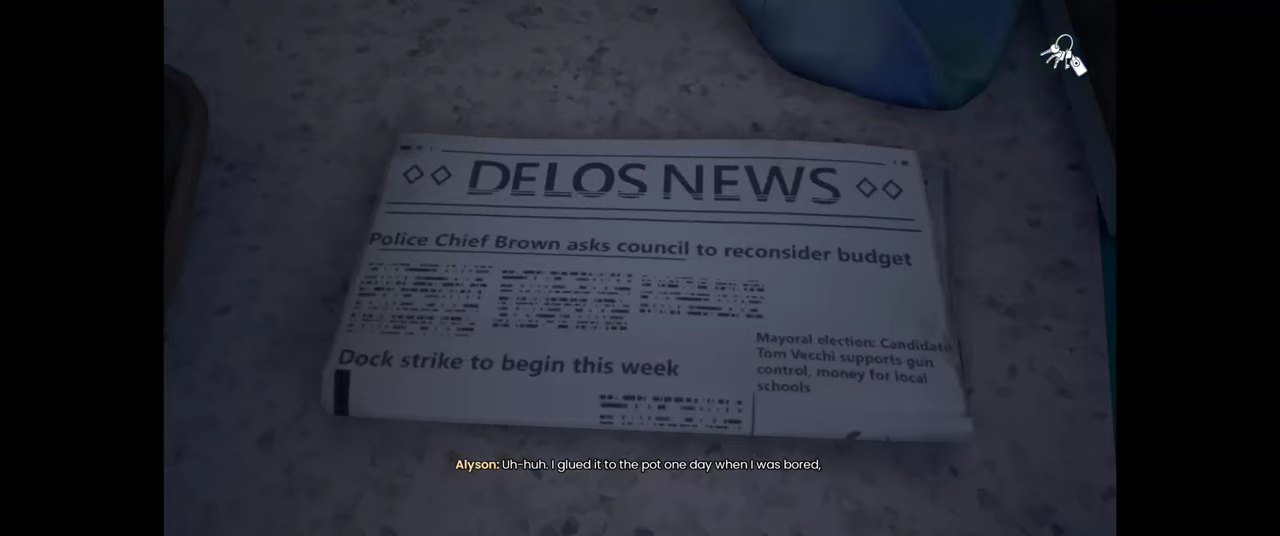 DELOS NEWS
Police Chief Brown asks council to reconsider budget
Dock strike to begin this week
Mayoral election: Candidate
Tom Vecchi supports gun
control, money for local
schools
Alyson: Uh-huh. I glued it to the pot one day when I was bored,